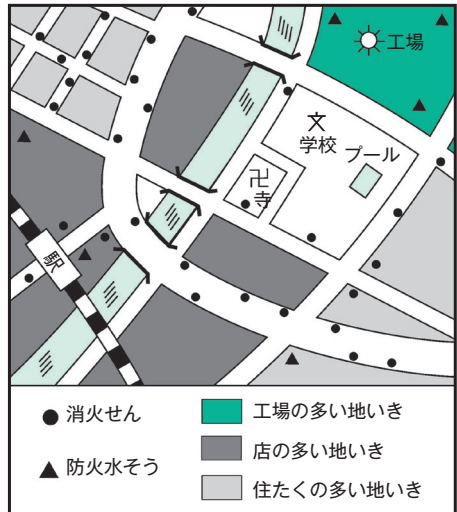 工場
学校
プール
卍
寺
駅
消火せん
防火水そう
工場の多い地いき
店の多い地いき
住たくの多い地いき